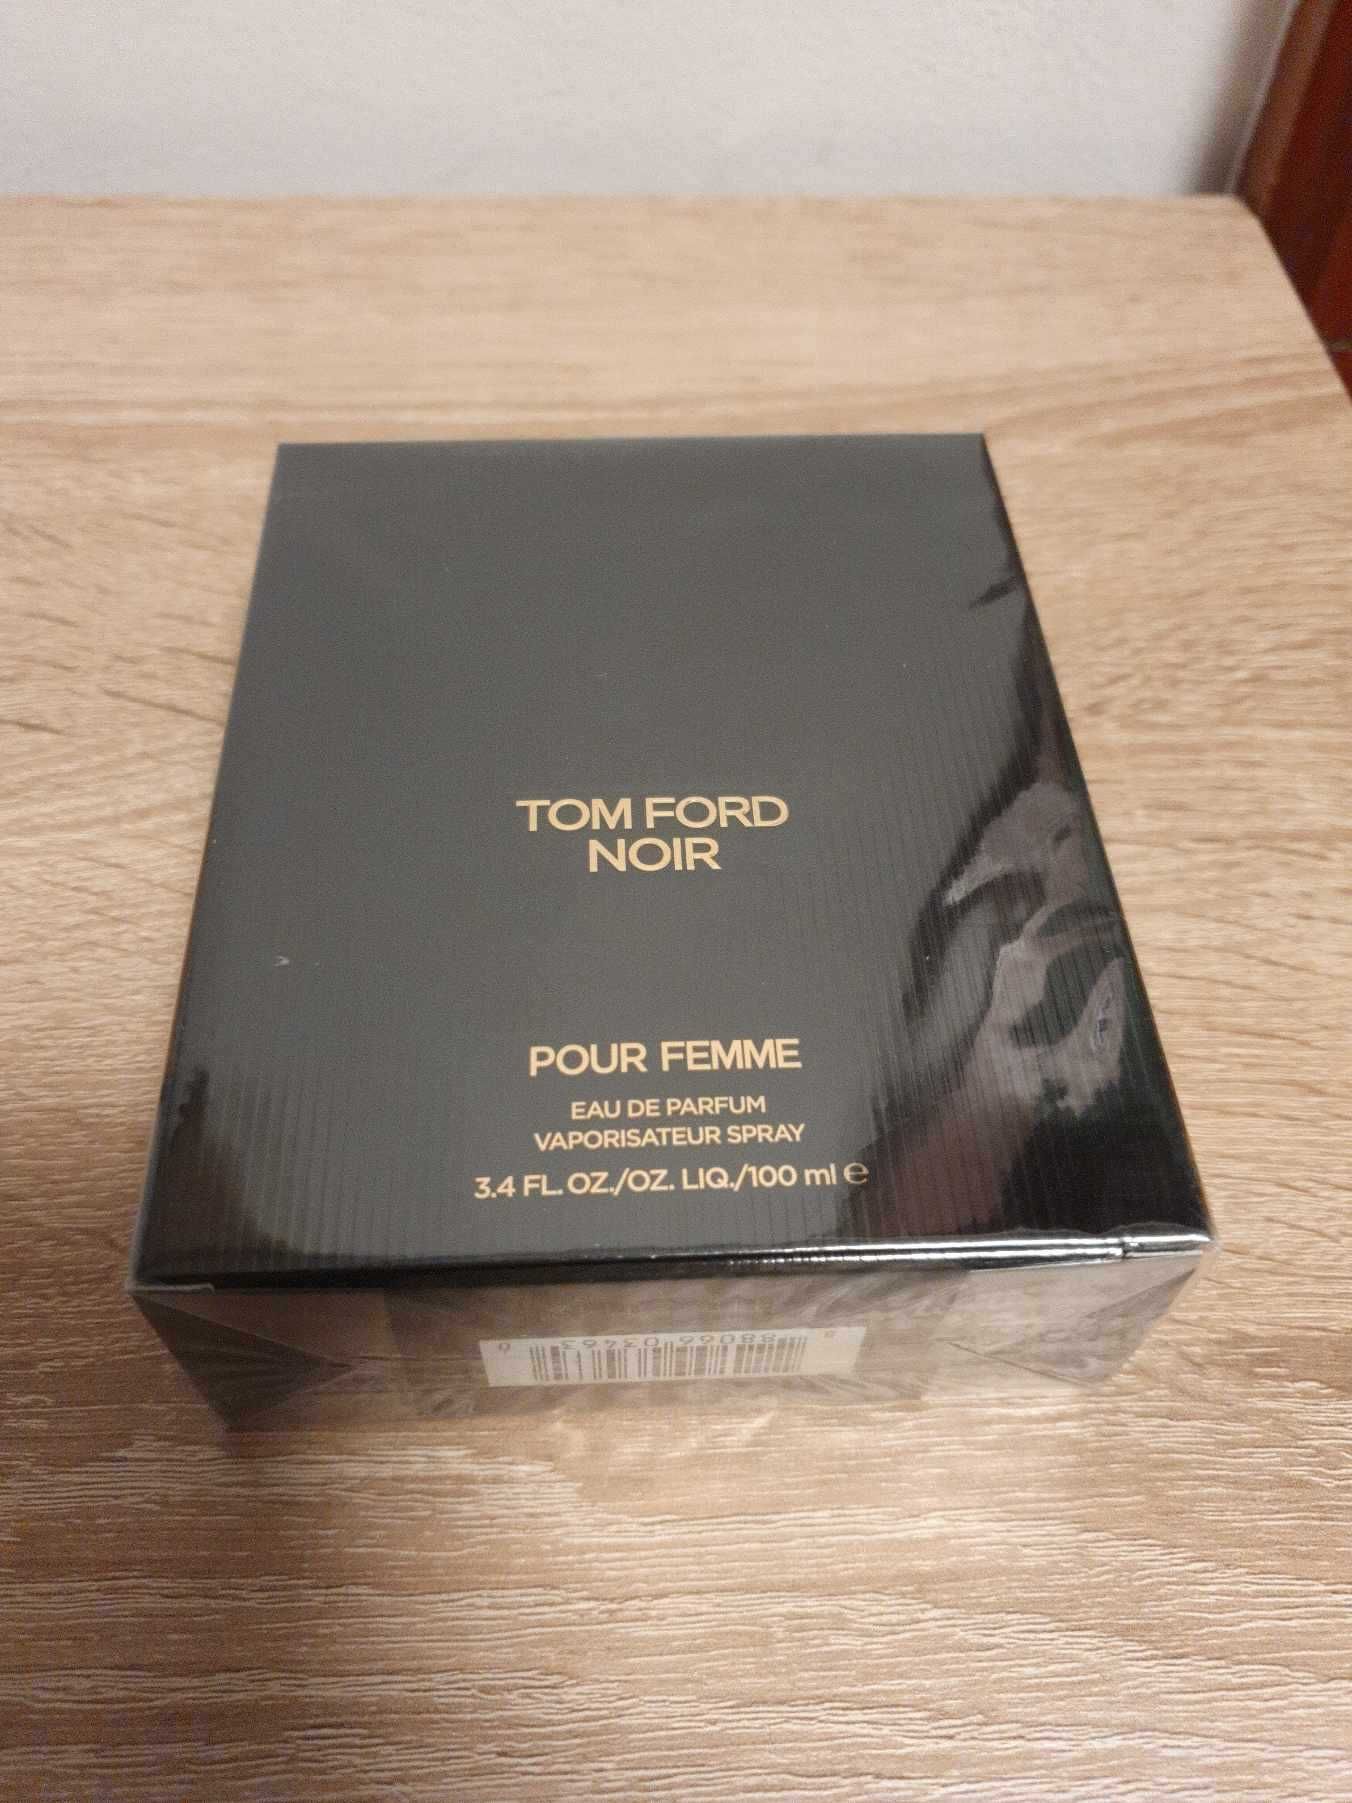 TOM FORD
NOIR
POUR FEMME
EAU DE PARFUM
VAPORISATEUR SPRAY
3.4 FL. OZ./OZ. LIQ./100 ml ℮